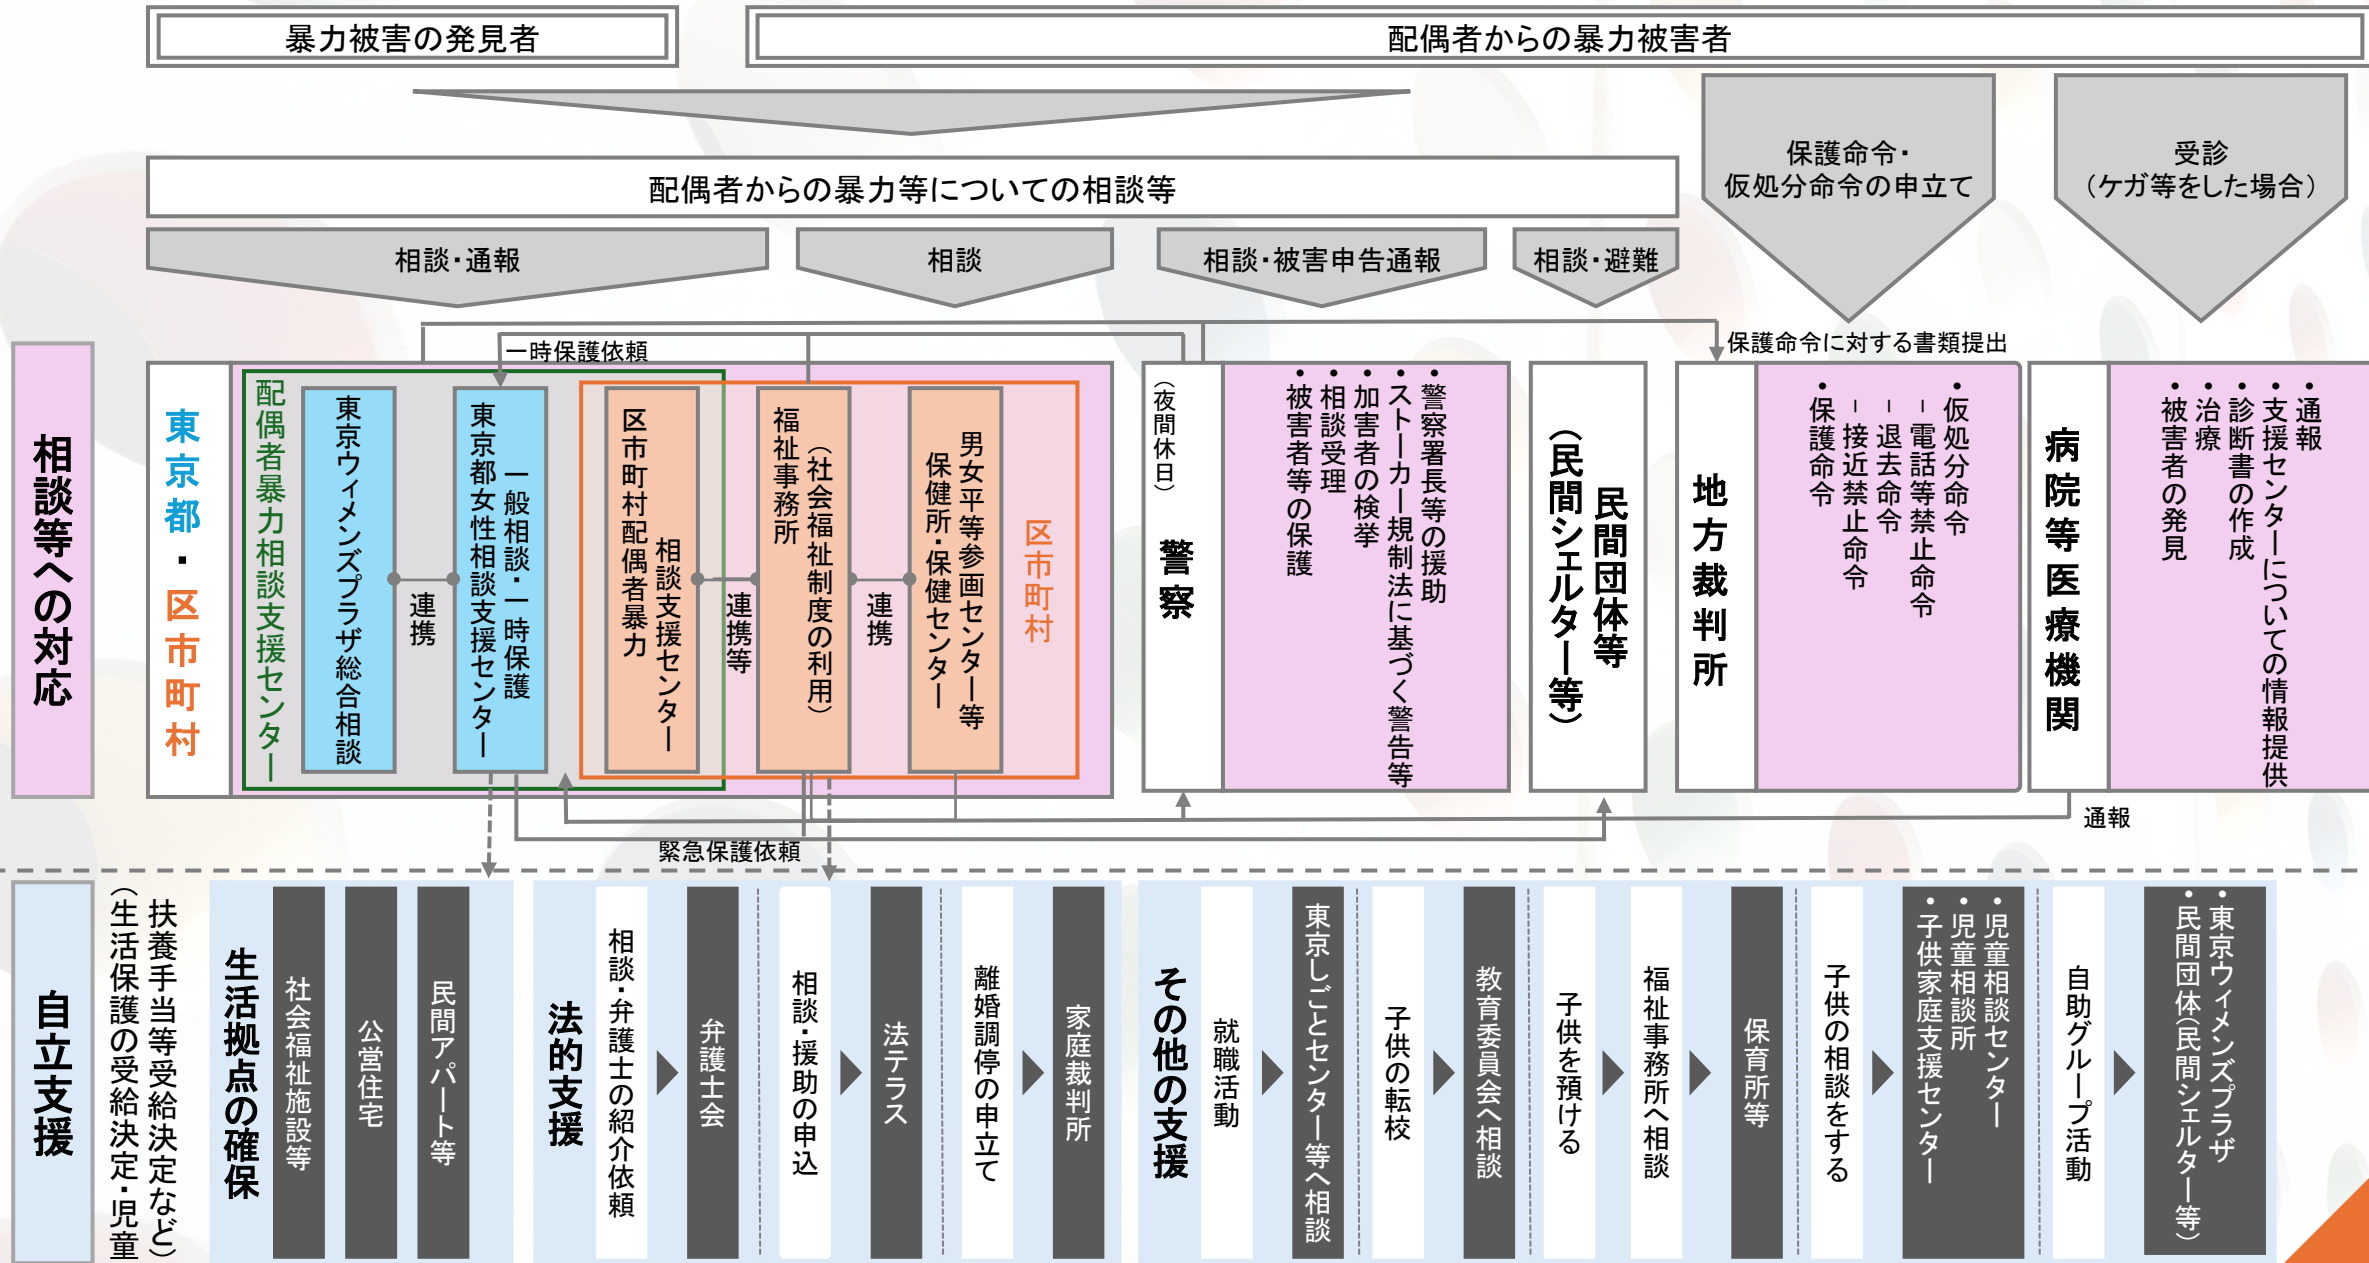 暴力被害の発見者
配偶者からの暴力被害者
配偶者からの暴力等についての相談等
保護命令・
仮処分命令の申立て
受診
（ケガ等をした場合）
相談・通報
相談
相談・被害申告通報
相談・避難
一時保護依頼
保護命令に対する書類提出
相談等への対応
東京都・区市町村
配偶者暴力相談支援センター
東京ウィメンズプラザ総合相談
連携
東京都女性相談支援センター
一般相談・一時保護
区市町村配偶者暴力
相談支援センター
連携等
福祉事務所
（社会福祉制度の利用）
連携
男女平等参画センター等
保健所・保健センター
区市町村
（夜間休日）
警察
・警察署長等の援助
・ストーカー規制法に基づく警告等
・加害者の検挙
・相談受理
・被害者等の保護
民間団体等
（民間シェルター等）
地方裁判所
・仮処分命令
－電話等禁止命令
－退去命令
－接近禁止命令
・保護命令
病院等医療機関
・通報
・支援センターについての情報提供
・診断書の作成
・治療
・被害者の発見
通報
緊急保護依頼
自立支援
（生活保護の受給決定・児童
扶養手当等受給決定など）
生活拠点の確保
社会福祉施設等
公営住宅
民間アパート等
法的支援
相談・弁護士の紹介依頼
弁護士会
相談・援助の申込
法テラス
離婚調停の申立て
家庭裁判所
その他の支援
就職活動
東京しごとセンター等へ相談
子供の転校
教育委員会へ相談
子供を預ける
福祉事務所へ相談
保育所等
子供の相談をする
・児童相談センター
・児童相談所
・子供家庭支援センター
自助グループ活動
・東京ウィメンズプラザ
・民間団体（民間シェルター等）